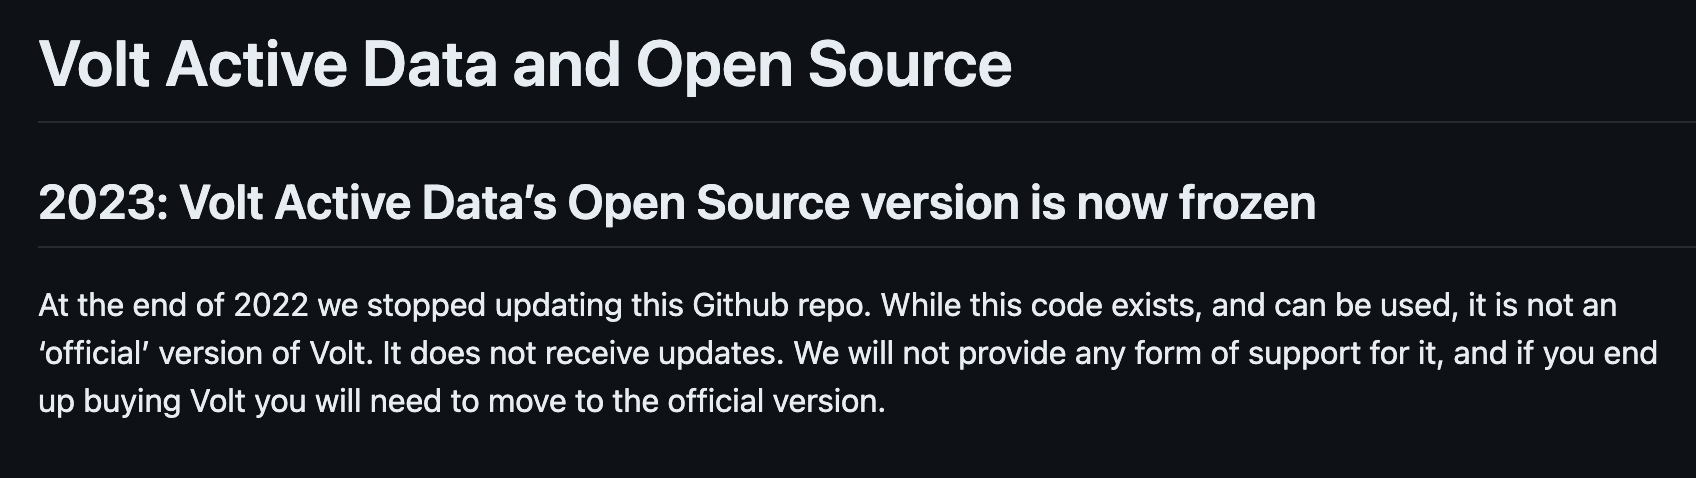 Volt Active Data and Open Source
2023: Volt Active Data’s Open Source version is now frozen
At the end of 2022 we stopped updating this Github repo. While this code exists, and can be used, it is not an
‘official’ version of Volt. It does not receive updates. We will not provide any form of support for it, and if you end
up buying Volt you will need to move to the official version.